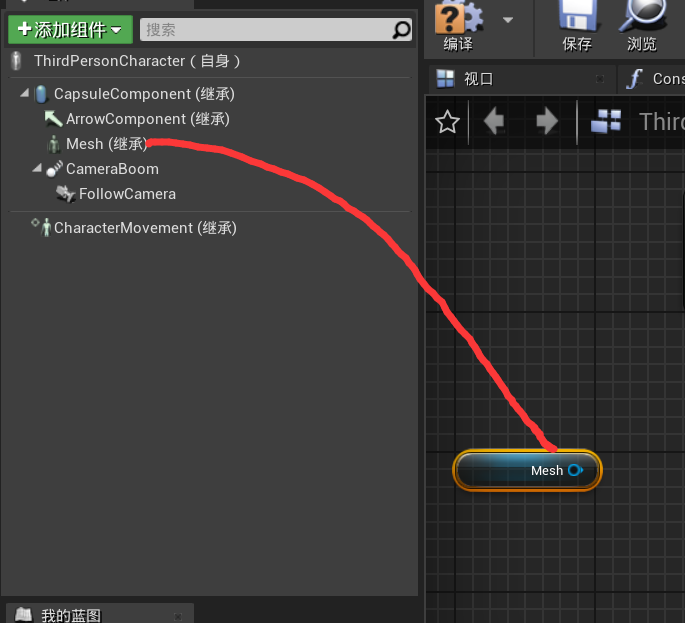 添加组件
搜索
ThirdPersonCharacter（自身）
CapsuleComponent (继承)
ArrowComponent (继承)
Mesh (继承)
CameraBoom
FollowCamera
CharacterMovement (继承)
我的蓝图
编译
保存
浏览
视口
Cons
Third
Mesh